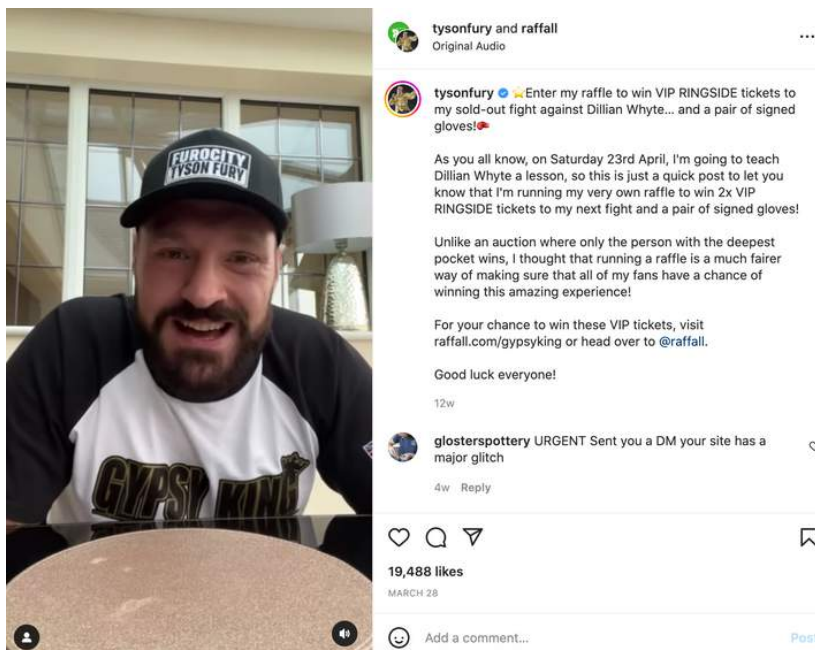 FUROCITY
TYSON FURY
GYPSY KING
tysonfury and raffall
Original Audio
tysonfury ⭐Enter my raffle to win VIP RINGSIDE tickets to
my sold-out fight against Dillian Whyte... and a pair of signed
gloves!🥊
As you all know, on Saturday 23rd April, I'm going to teach
Dillian Whyte a lesson, so this is just a quick post to let you
know that I'm running my very own raffle to win 2x VIP
RINGSIDE tickets to my next fight and a pair of signed gloves!
Unlike an auction where only the person with the deepest
pocket wins, I thought that running a raffle is a much fairer
way of making sure that all of my fans have a chance of
winning this amazing experience!
For your chance to win these VIP tickets, visit
raffall.com/gypsyking or head over to @raffall.
Good luck everyone!
12w
glosterspottery URGENT Sent you a DM your site has a
major glitch
4w Reply
19,488 likes
MARCH 28
Add a comment...
Post